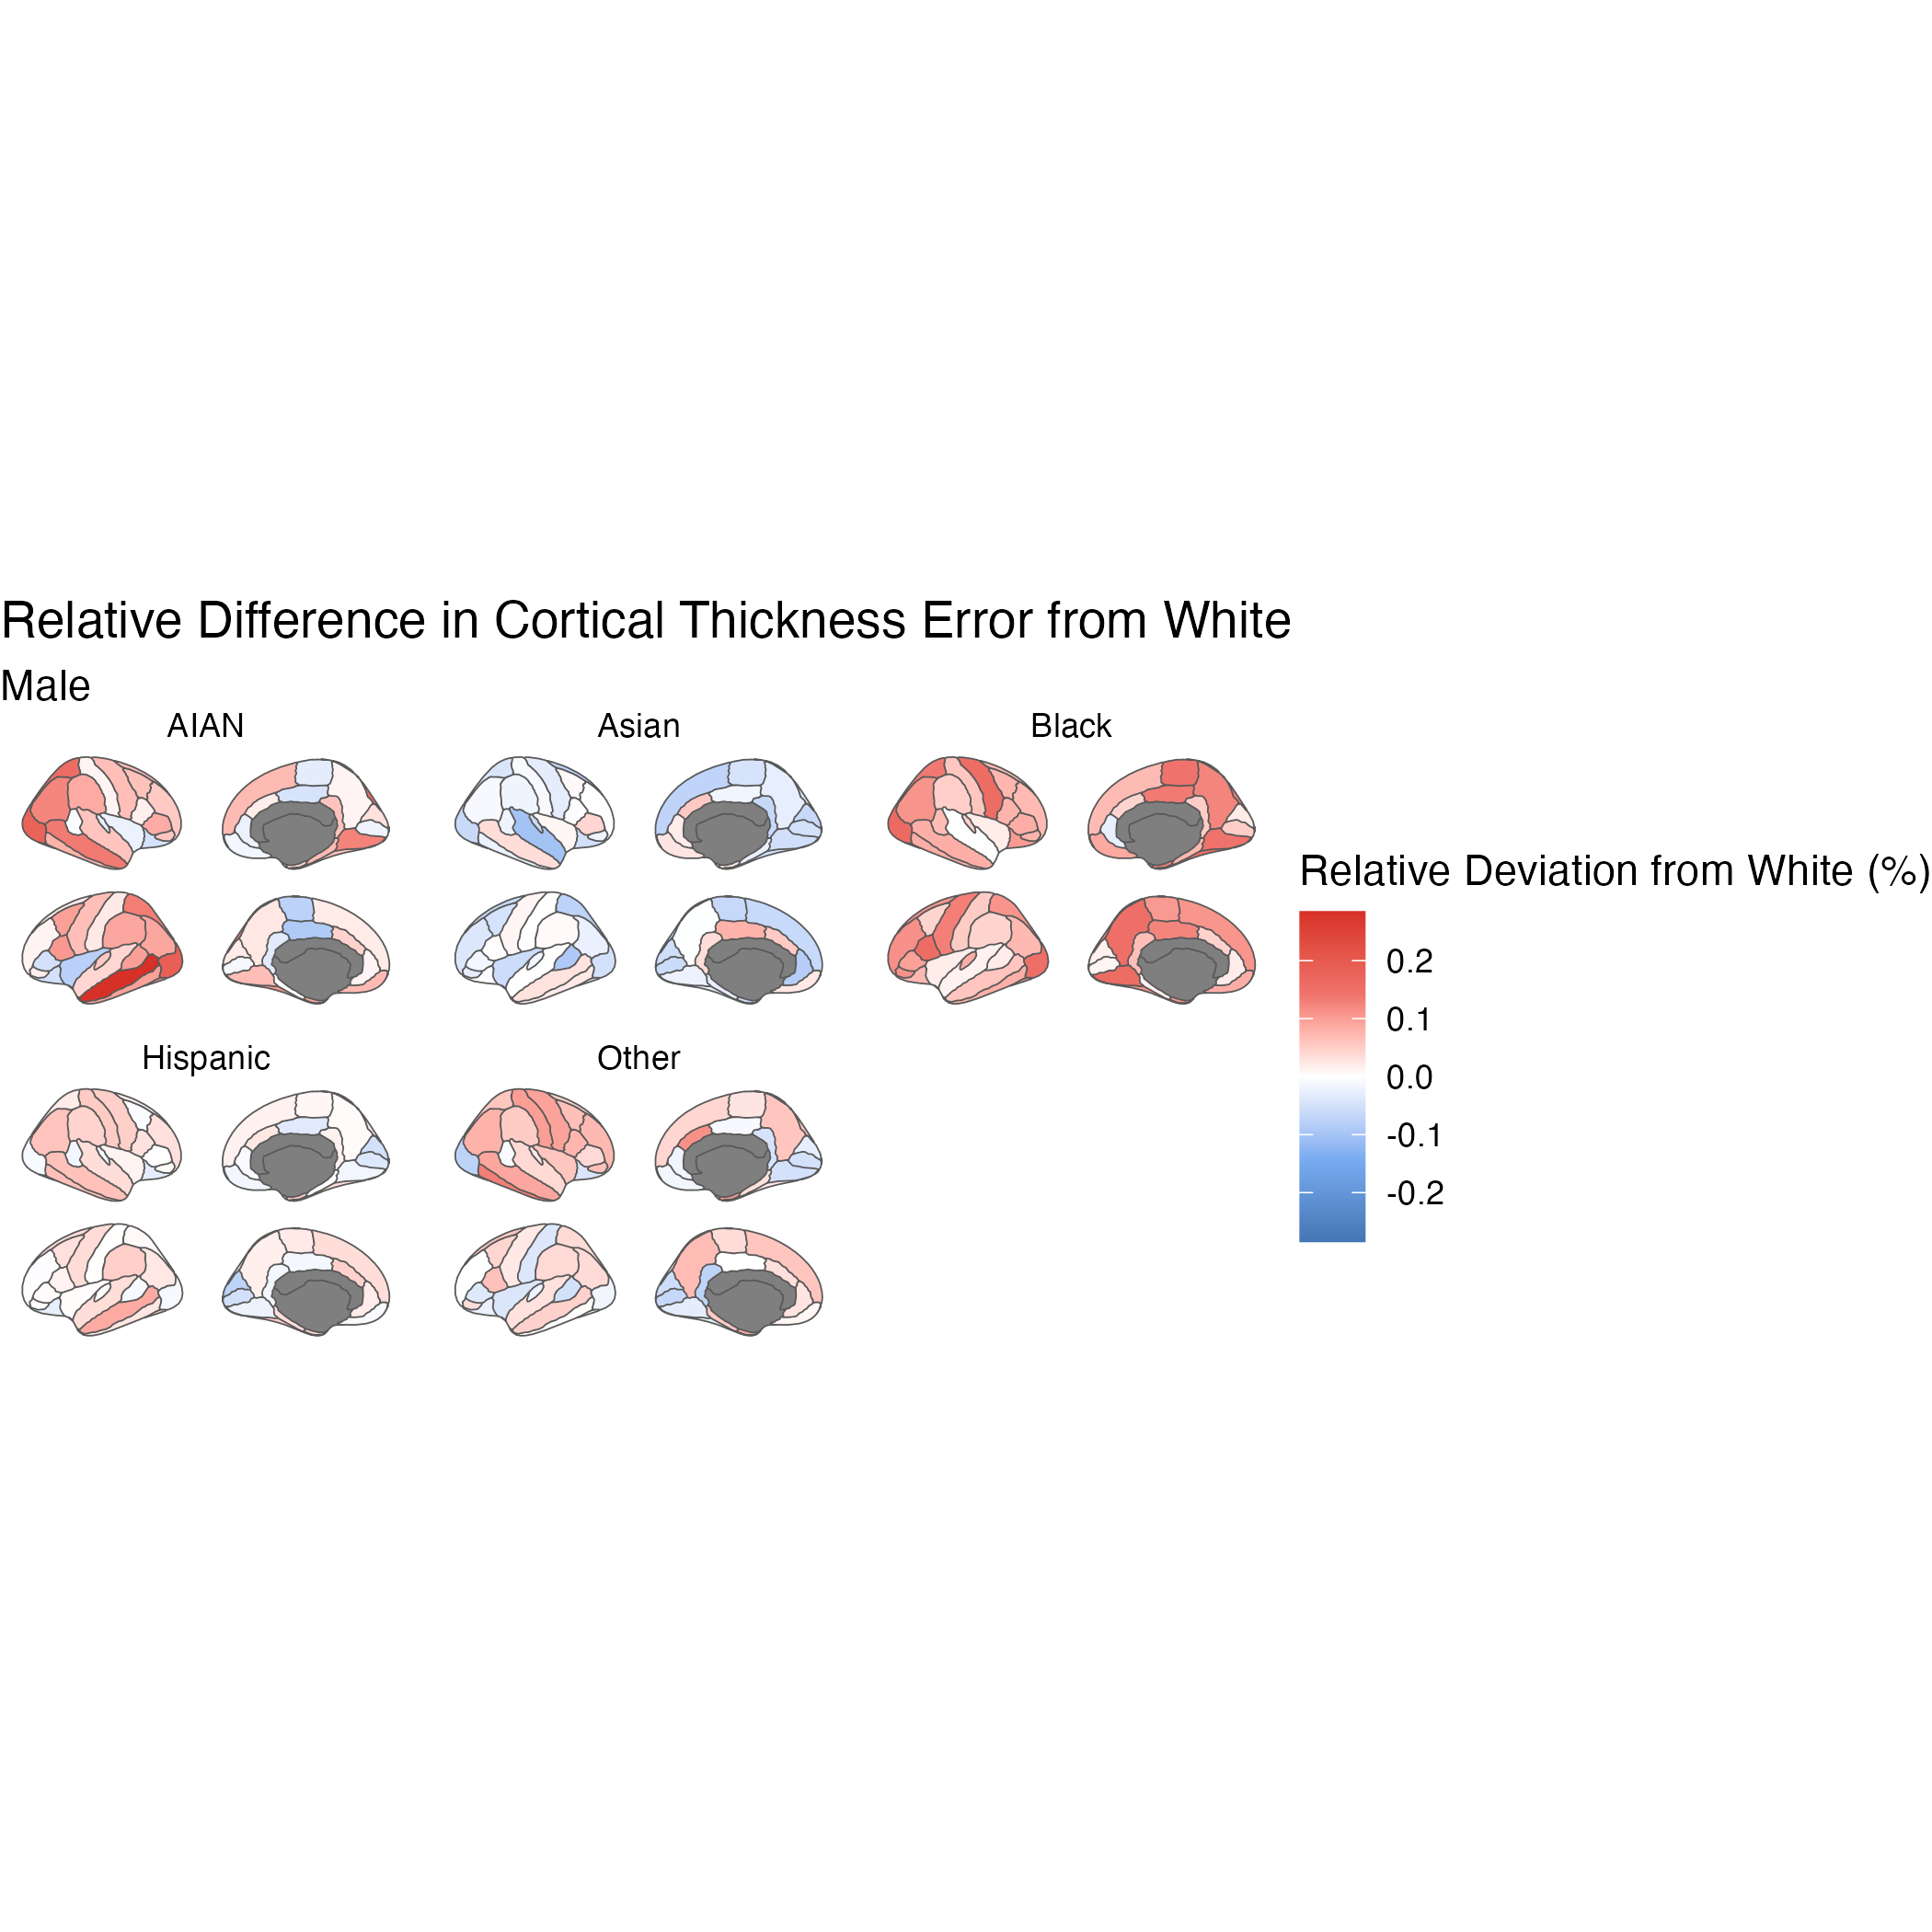 Relative Difference in Cortical Thickness Error from White
Male
AIAN
Asian
Black
Hispanic
Other
Relative Deviation from White (%)
0.2
0.1
0.0
-0.1
-0.2